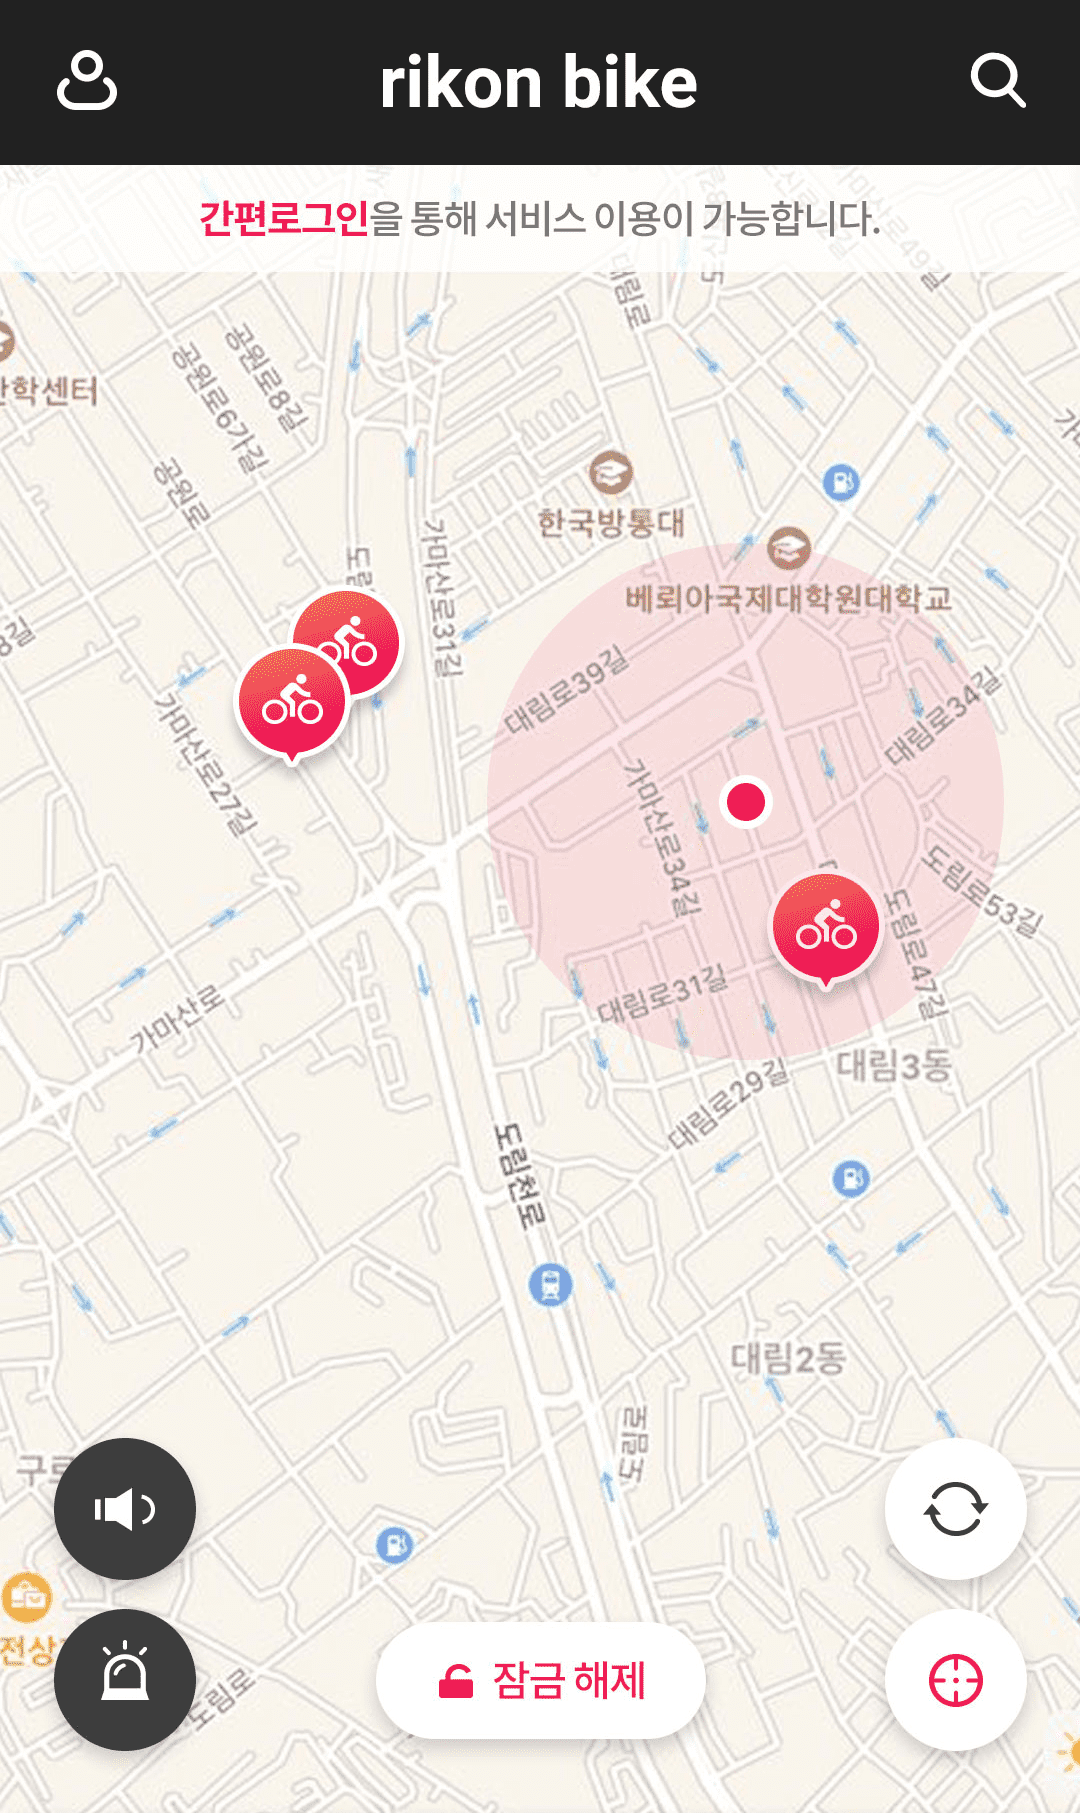 rikon bike
간편로그인을 통해 서비스 이용이 가능합니다.
대림로
공원로8길
공원로6가길
공원로
한국방통대
가마산로31길
베뢰아국제대학원대학교
대림로39길
대림로34길
가마산로27길
가마산로34길
도림로53길
도림로47길
대림로31길
가마산로
대림3동
대림로29길
도림천로
대림2동
도림로
도림로
잠금 해제